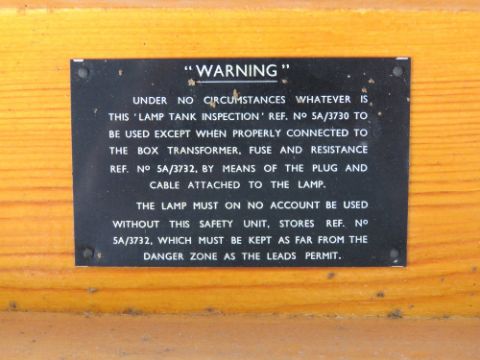 "WARNING"
UNDER NO CIRCUMSTANCES WHATEVER IS
THIS 'LAMP TANK INSPECTION' REF. Nº 5A/3730 TO
BE USED EXCEPT WHEN PROPERLY CONNECTED TO
THE BOX TRANSFORMER, FUSE AND RESISTANCE
REF. Nº 5A/3732, BY MEANS OF THE PLUG AND
CABLE ATTACHED TO THE LAMP.
THE LAMP MUST ON NO ACCOUNT BE USED
WITHOUT THIS SAFETY UNIT, STORES REF. Nº
5A/3732, WHICH MUST BE KEPT AS FAR FROM THE
DANGER ZONE AS THE LEADS PERMIT.